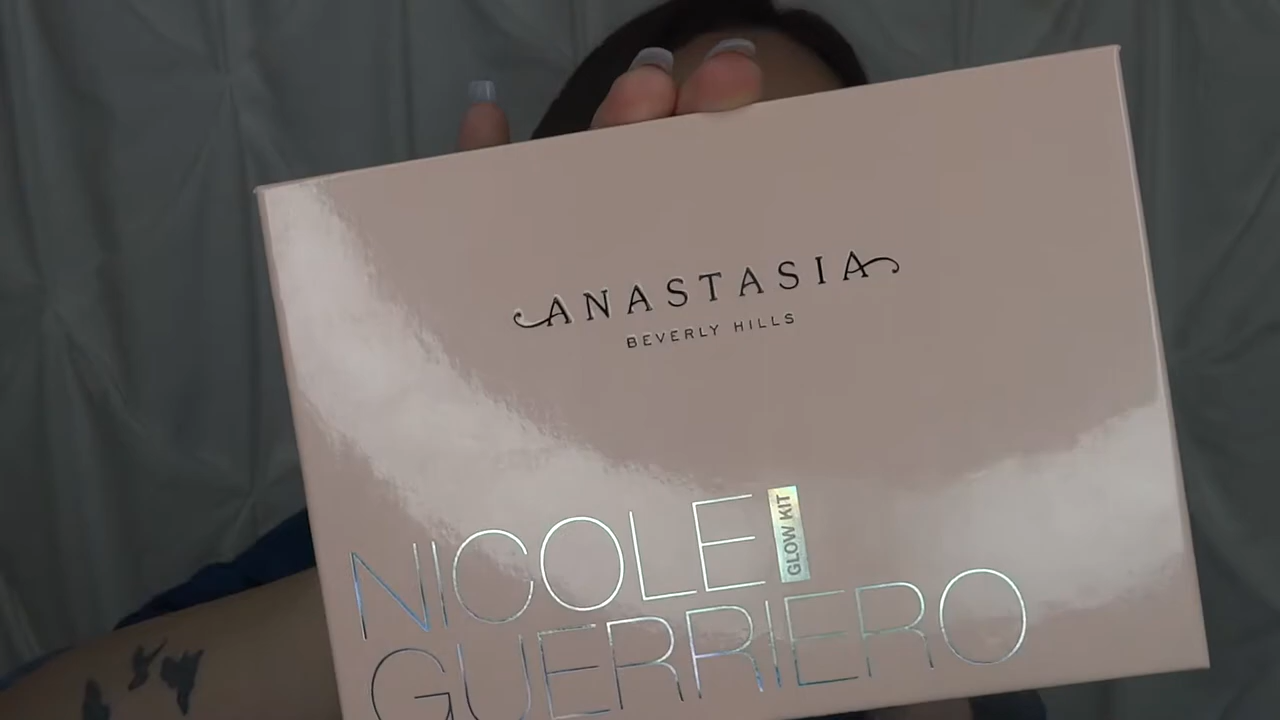 ANASTASIA
BEVERLY HILLS
NICOLE
GLOW KIT
GUERRIERO